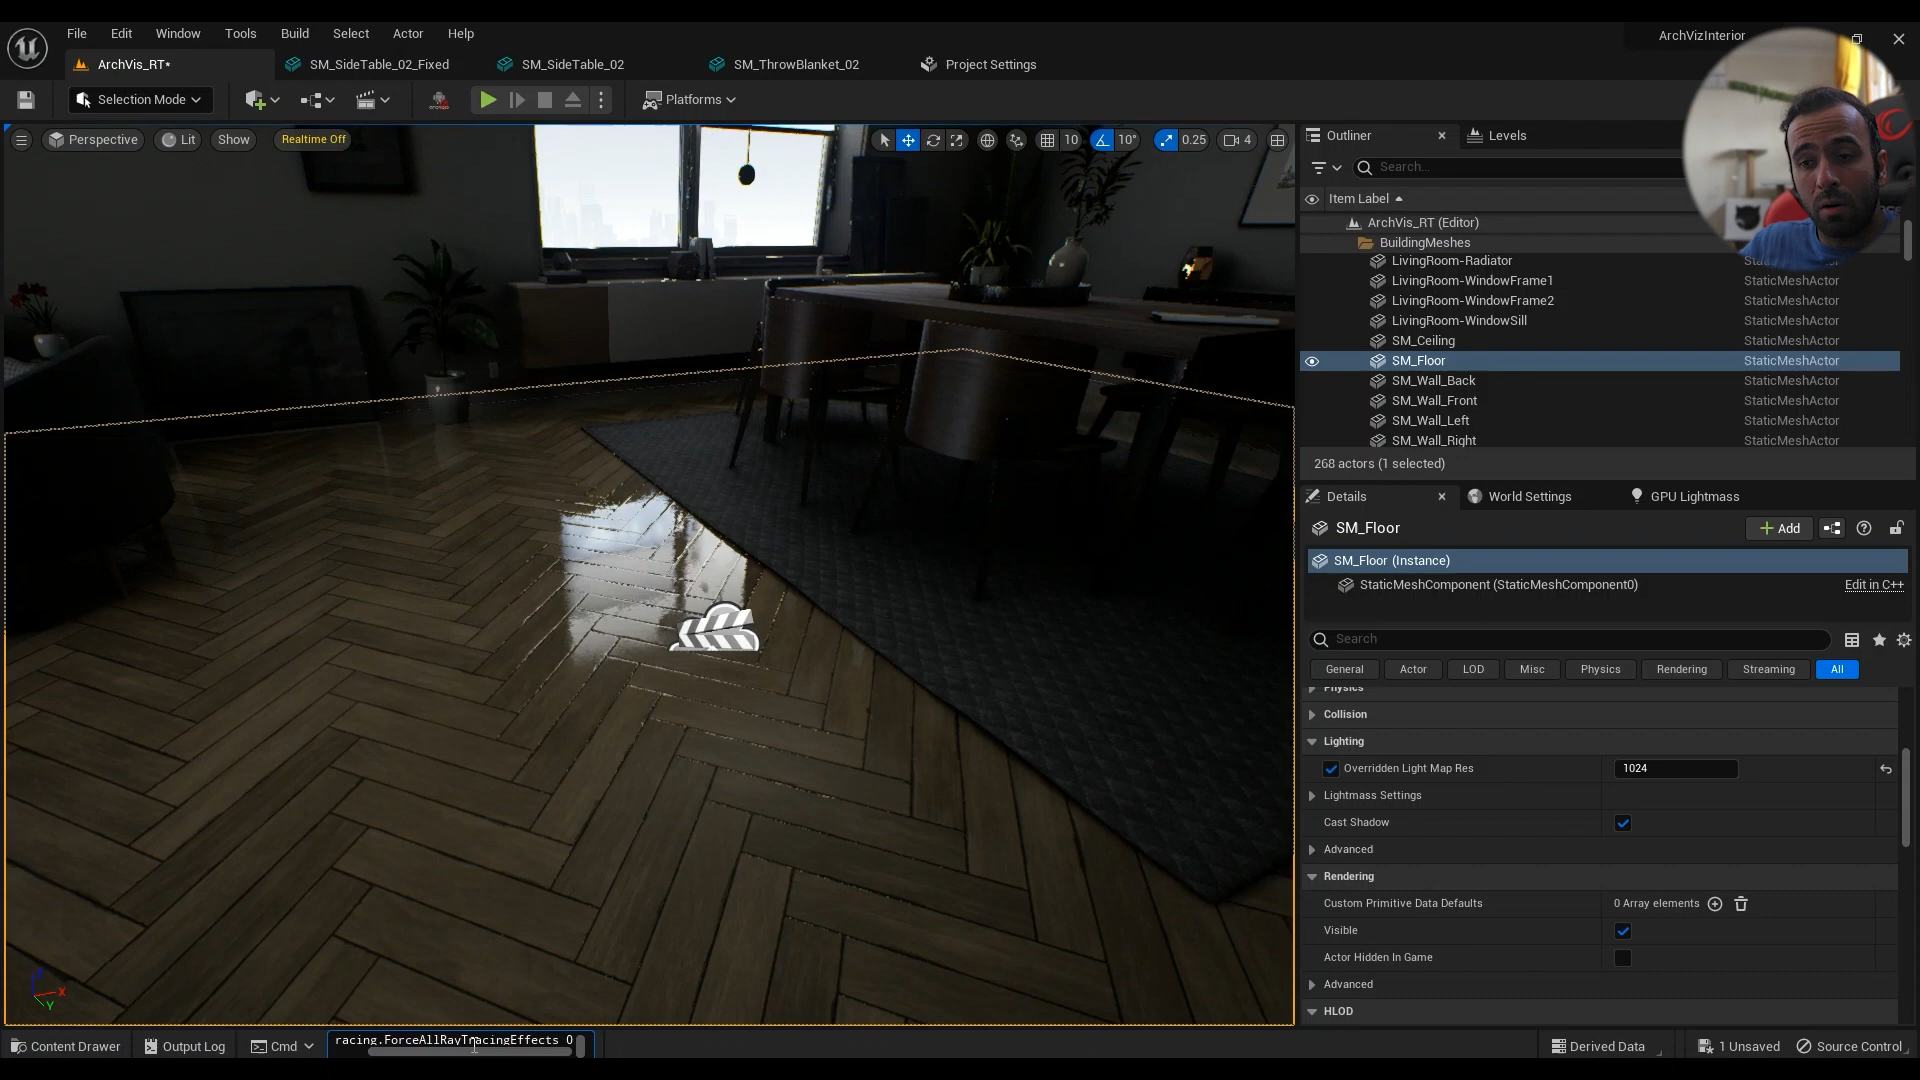 File Edit Window Tools Build Select Actor Help
ArchVizInterior
ArchVis_RT* SM_SideTable_02_Fixed SM_SideTable_02 SM_ThrowBlanket_02 Project Settings
Selection Mode Platforms
Perspective Lit Show Realtime Off 10 10° 0.25 4
Outliner Levels
Search...
Item Label
ArchVis_RT (Editor)
BuildingMeshes
LivingRoom-Radiator
LivingRoom-WindowFrame1 StaticMeshActor
LivingRoom-WindowFrame2 StaticMeshActor
LivingRoom-WindowSill StaticMeshActor
SM_Ceiling StaticMeshActor
SM_Floor StaticMeshActor
SM_Wall_Back StaticMeshActor
SM_Wall_Front StaticMeshActor
SM_Wall_Left StaticMeshActor
SM_Wall_Right StaticMeshActor
268 actors (1 selected)
Details World Settings GPU Lightmass
SM_Floor Add
SM_Floor (Instance)
StaticMeshComponent (StaticMeshComponent0) Edit in C++
Search
General Actor LOD Misc Physics Rendering Streaming All
Physics
Collision
Lighting
Overridden Light Map Res 1024
Lightmass Settings
Cast Shadow
Advanced
Rendering
Custom Primitive Data Defaults 0 Array elements
Visible
Actor Hidden In Game
Advanced
HLOD
X
Y
Content Drawer Output Log Cmd racing.ForceAllRayTracingEffects 0 Derived Data 1 Unsaved Source Control